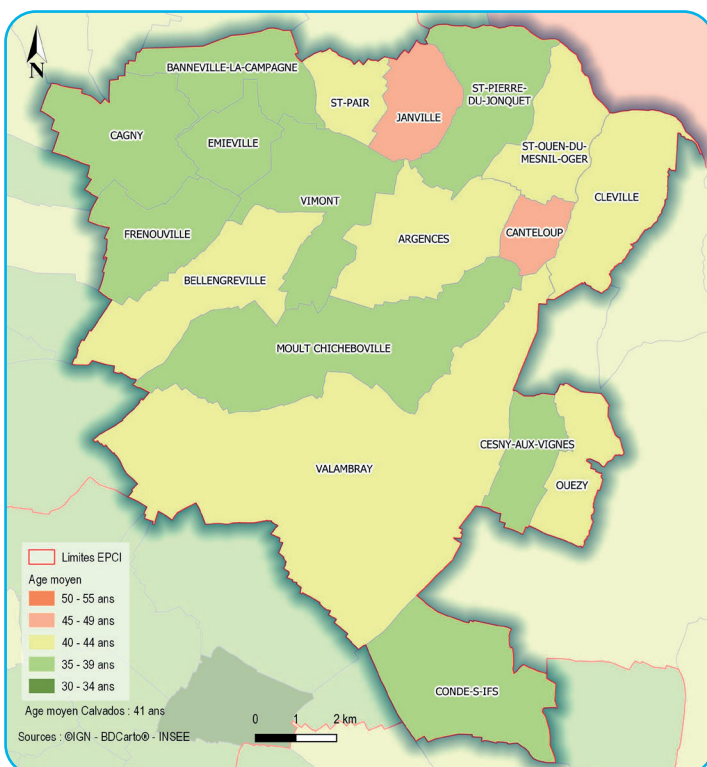 N
BANNEVILLE-LA-CAMPAGNE
ST-PAIR
JANVILLE
ST-PIERRE-
DU-JONQUET
CAGNY
EMIEVILLE
ST-OUEN-DU-
MESNIL-OGER
CLEVILLE
VIMONT
FRENOUVILLE
ARGENCES
CANTELOUP
BELLENGREVILLE
MOULT CHICHEBOVILLE
VALAMBRAY
CESNY-AUX-VIGNES
OUEZY
CONDE-S-IFS
Limites EPCI
Age moyen
50 - 55 ans
45 - 49 ans
40 - 44 ans
35 - 39 ans
30 - 34 ans
Age moyen Calvados : 41 ans
0 1 2 km
Sources : ©IGN - BDCarto® - INSEE